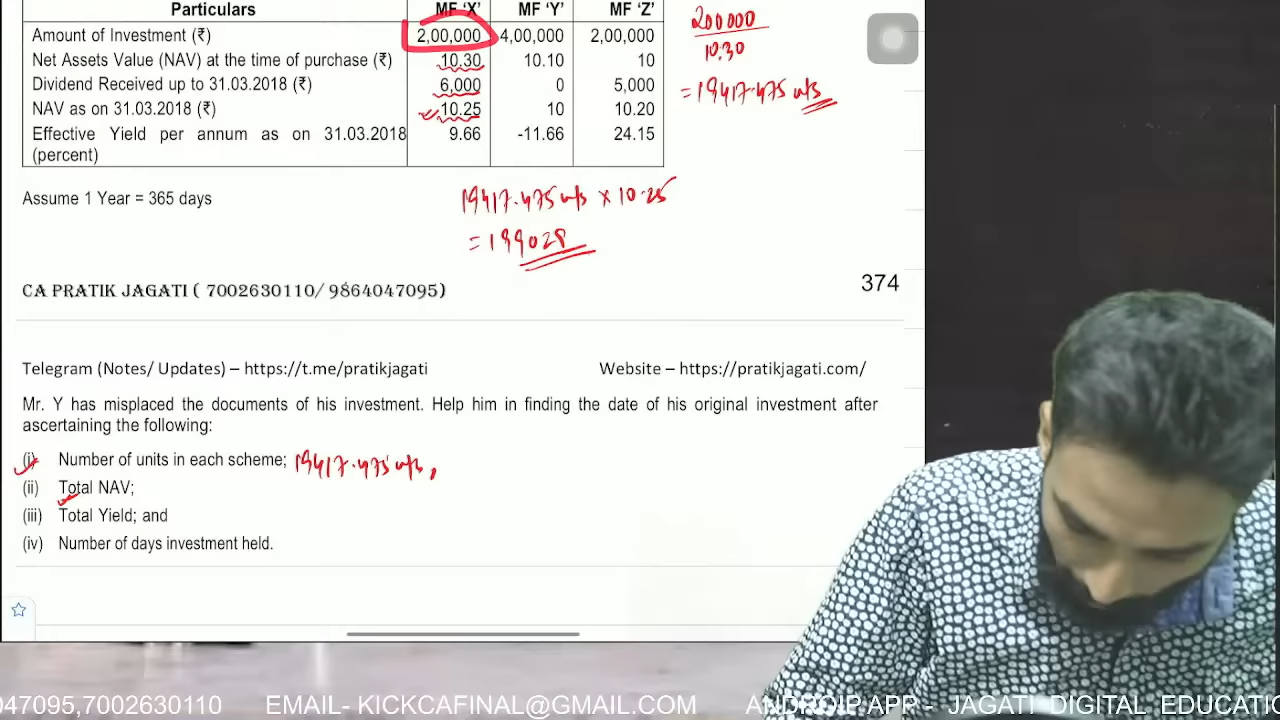 Particulars MF 'X' MF 'Y' MF 'Z'
Amount of Investment (₹) 2,00,000 4,00,000 2,00,000
Net Assets Value (NAV) at the time of purchase (₹) 10.30 10.10 10
Dividend Received up to 31.03.2018 (₹) 6,000 0 5,000
NAV as on 31.03.2018 (₹) 10.25 10 10.20
Effective Yield per annum as on 31.03.2018 9.66 -11.66 24.15
(percent)
200000
10.30
= 19417.475 u/s
Assume 1 Year = 365 days
19417.475 u/s × 10.25
= 199028
CA PRATIK JAGATI ( 7002630110/ 9864047095) 374
Telegram (Notes/ Updates) – https://t.me/pratikjagati Website – https://pratikjagati.com/
Mr. Y has misplaced the documents of his investment. Help him in finding the date of his original investment after
ascertaining the following:
(i) Number of units in each scheme; 19417.475 u/s,
(ii) Total NAV;
(iii) Total Yield; and
(iv) Number of days investment held.
047095,7002630110 EMAIL- KICKCAFINAL@GMAIL.COM ANDROID APP - JAGATI DIGITAL EDUCATIO